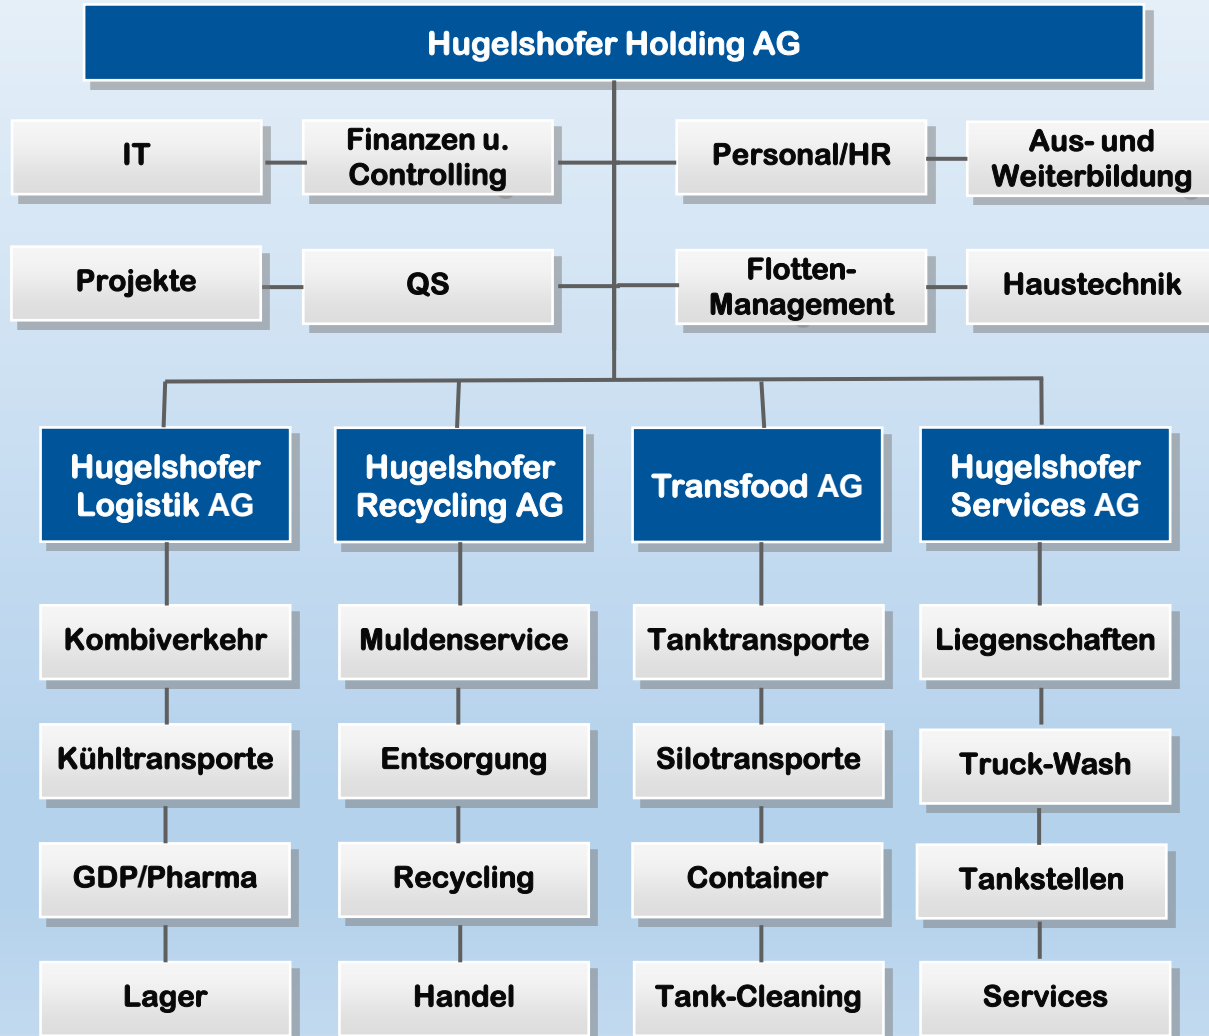 Hugelshofer Holding AG
IT
Finanzen u.
Controlling
Personal/HR
Aus- und
Weiterbildung
Projekte
QS
Flotten-
Management
Haustechnik
Hugelshofer
Logistik AG
Hugelshofer
Recycling AG
Transfood AG
Hugelshofer
Services AG
Kombiverkehr
Muldenservice
Tanktransporte
Liegenschaften
Kühltransporte
Entsorgung
Silotransporte
Truck-Wash
GDP/Pharma
Recycling
Container
Tankstellen
Lager
Handel
Tank-Cleaning
Services